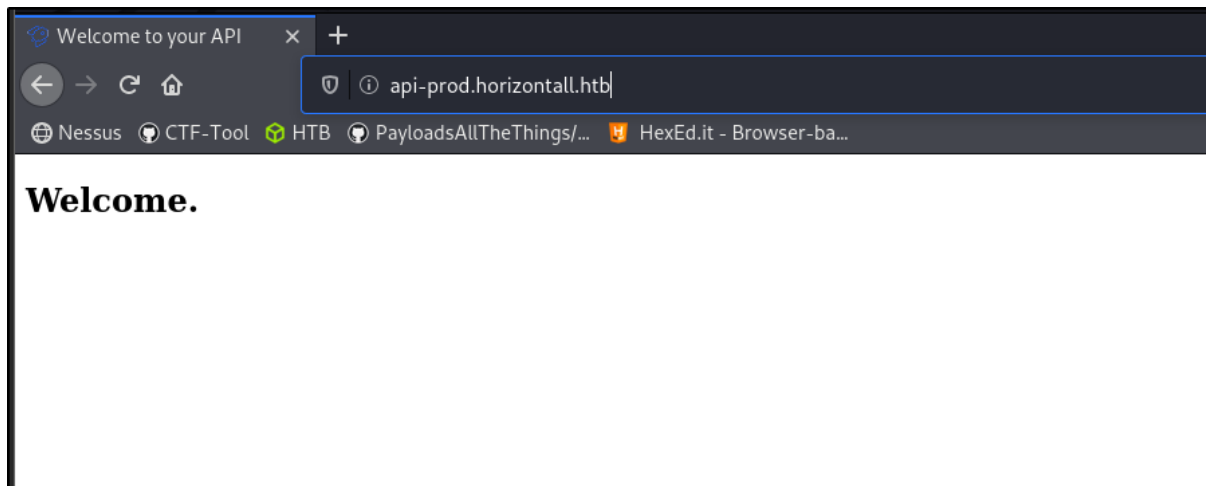 Welcome to your API
api-prod.horizontall.htb
Nessus CTF-Tool HTB PayloadsAllTheThings/... HexEd.it - Browser-ba...
Welcome.